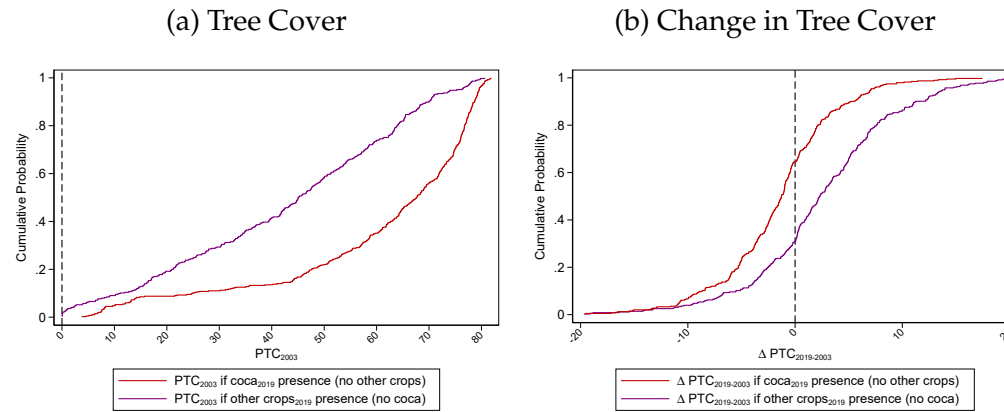 (a) Tree Cover
Cumulative Probability
1
.8
.6
.4
.2
0
0 10 20 30 40 50 60 70 80
PTC2003
PTC2003 if coca2019 presence (no other crops)
PTC2003 if other crops2019 presence (no coca)
(b) Change in Tree Cover
Cumulative Probability
1
.8
.6
.4
.2
0
-20 -10 0 10
Δ PTC2019-2003
Δ PTC2019-2003 if coca2019 presence (no other crops)
Δ PTC2019-2003 if other crops2019 presence (no coca)